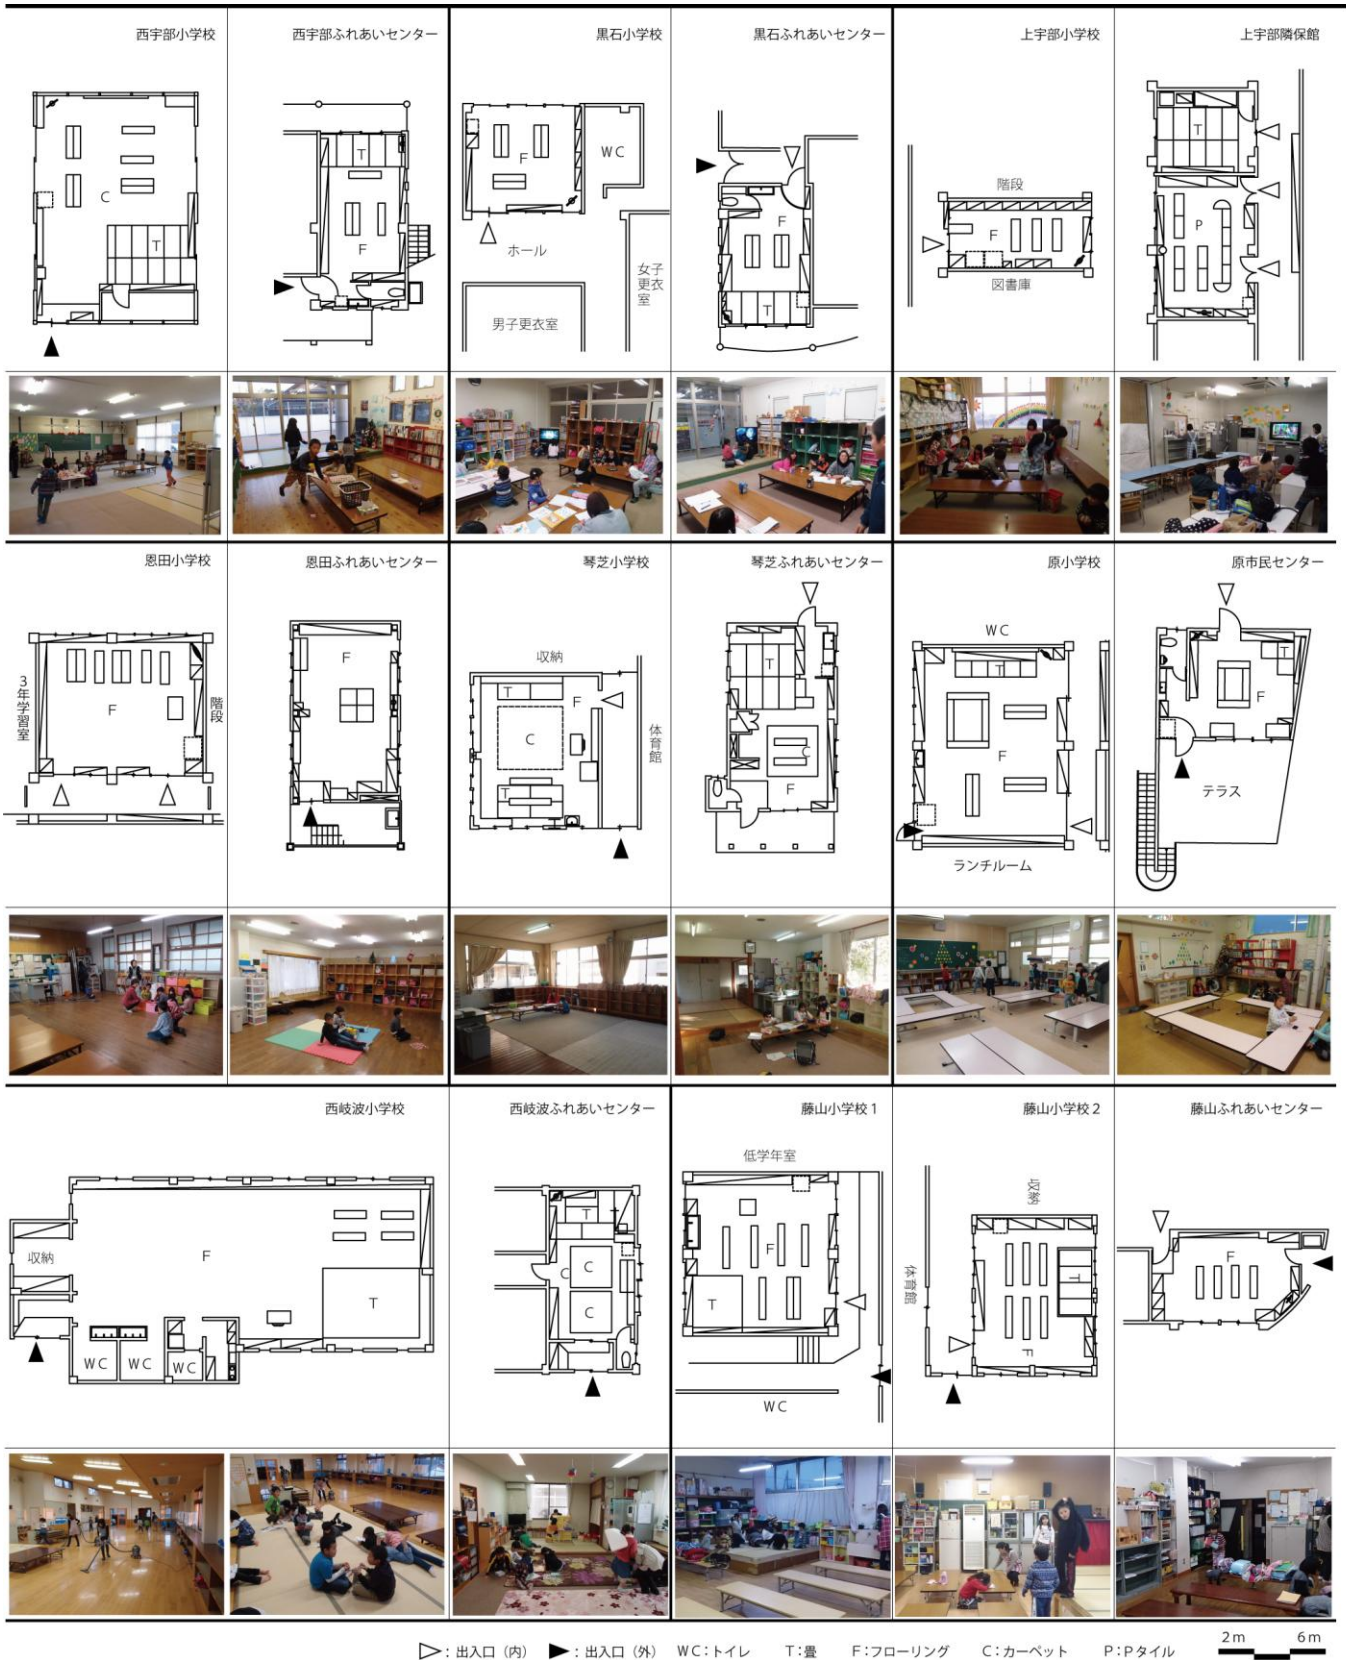 西宇部小学校
西宇部ふれあいセンター
黒石小学校
黒石ふれあいセンター
上宇部小学校
上宇部隣保館
C
T
T
F
F
WC
ホール
男子更衣室
女子更衣室
F
T
階段
F
図書庫
T
P
恩田小学校
恩田ふれあいセンター
琴芝小学校
琴芝ふれあいセンター
原小学校
原市民センター
3年学習室
F
階段
F
収納
T
F
C
T
体育館
T
C
F
WC
T
F
ランチルーム
T
F
テラス
西岐波小学校
西岐波ふれあいセンター
藤山小学校1
藤山小学校2
藤山ふれあいセンター
収納
F
T
WC
WC
WC
T
C
C
C
低学年室
F
T
WC
収納
体育館
T
F
F
▷：出入口（内） ▶：出入口（外） WC：トイレ T：畳 F：フローリング C：カーペット P：Pタイル 2m 6m